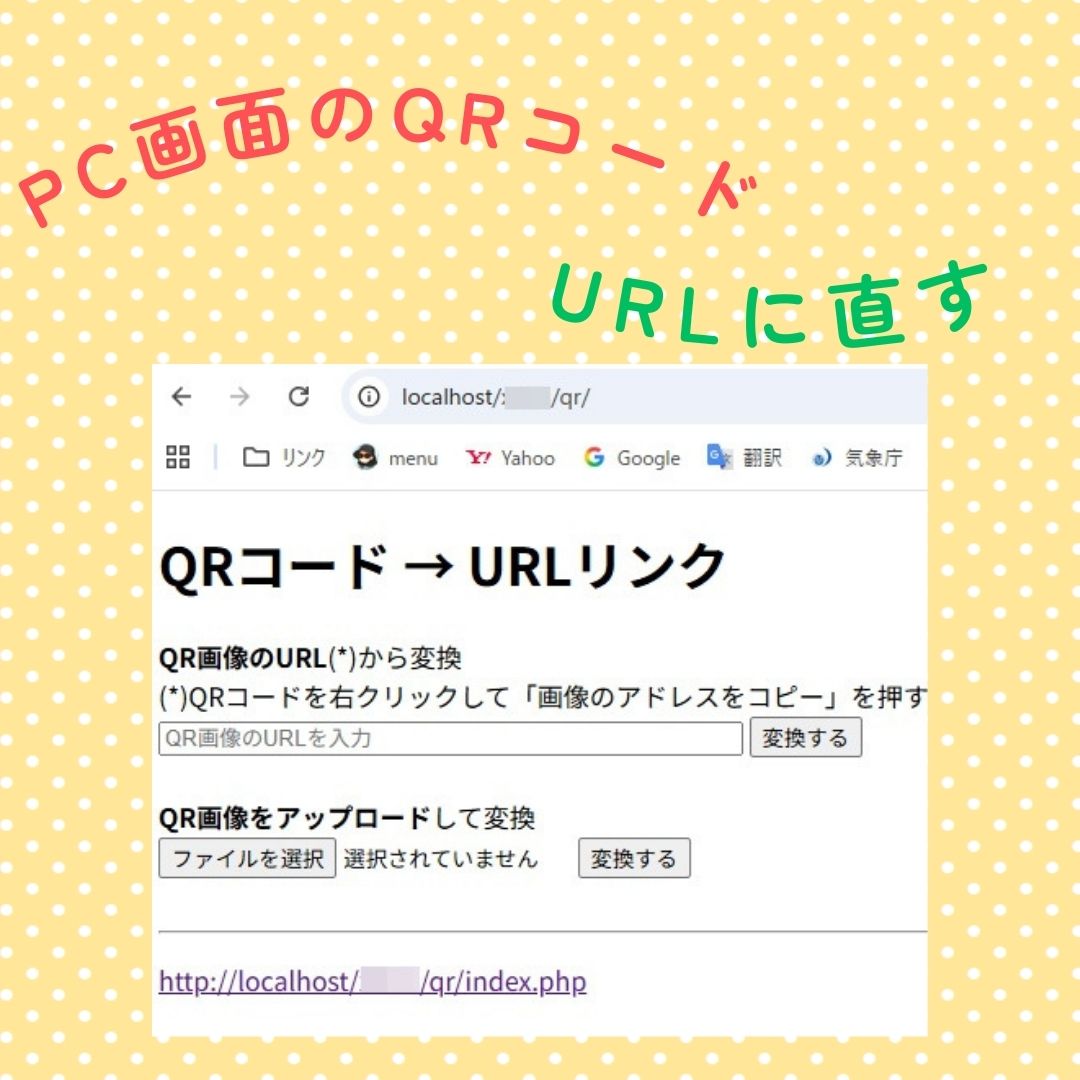 PC画面のQRコード
URLに直す
localhost/ /qr/
リンク menu Y! Yahoo G Google 翻訳 気象庁
QRコード → URLリンク
QR画像のURL(*)から変換
(*)QRコードを右クリックして「画像のアドレスをコピー」を押す
QR画像のURLを入力 変換する
QR画像をアップロードして変換
ファイルを選択 選択されていません 変換する
http://localhost/ /qr/index.php